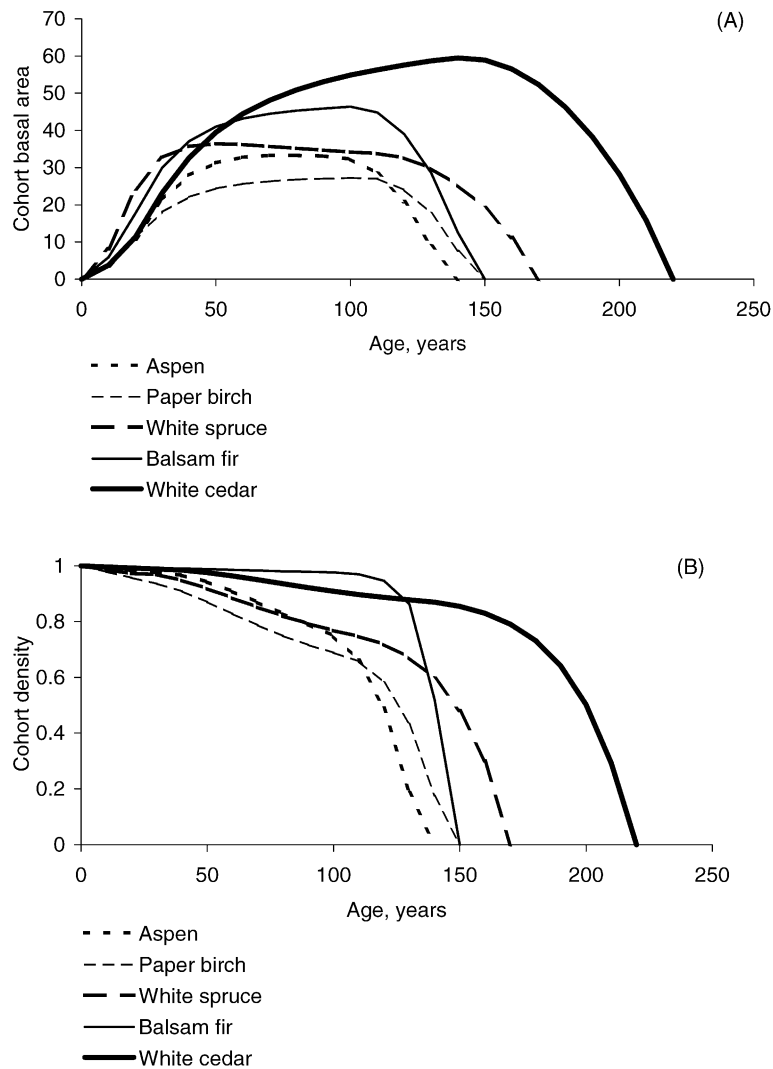 (A)
Cohort basal area
70
60
50
40
30
20
10
0
0 50 100 150 200 250
Age, years
Aspen
Paper birch
White spruce
Balsam fir
White cedar
(B)
Cohort density
1
0.8
0.6
0.4
0.2
0
0 50 100 150 200 250
Age, years
Aspen
Paper birch
White spruce
Balsam fir
White cedar